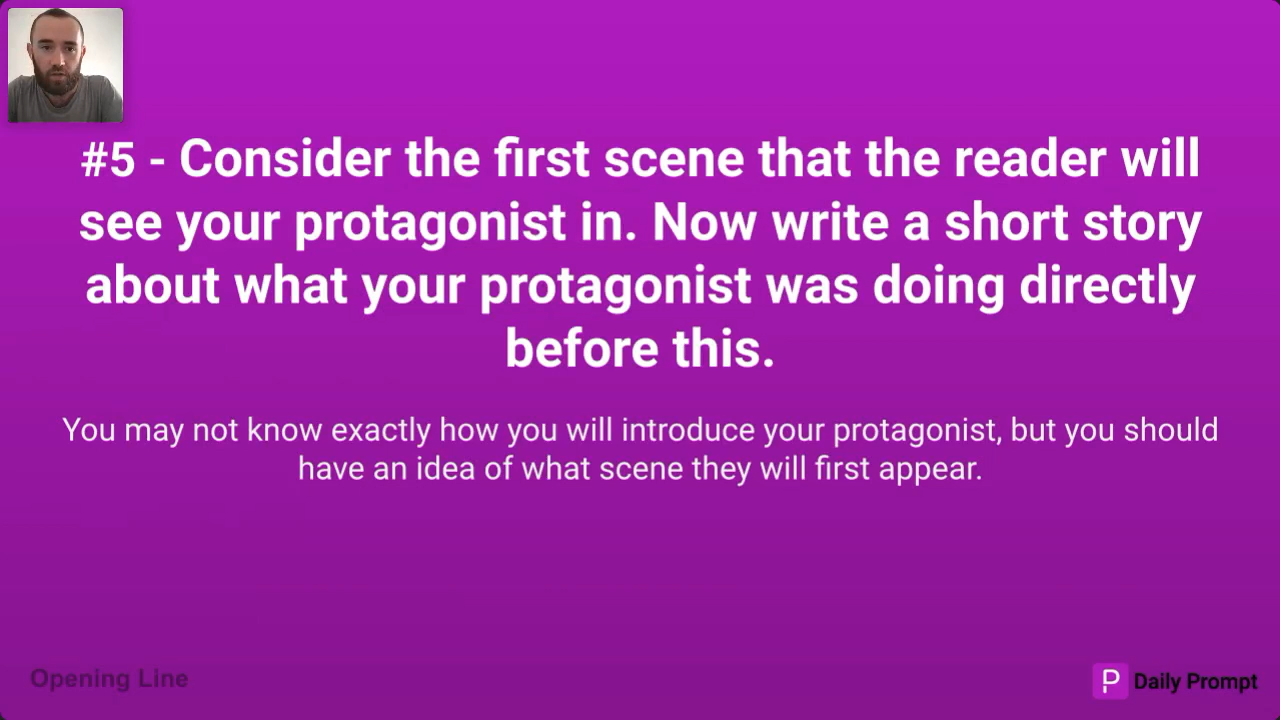 #5 - Consider the first scene that the reader will
see your protagonist in. Now write a short story
about what your protagonist was doing directly
before this.
You may not know exactly how you will introduce your protagonist, but you should
have an idea of what scene they will first appear.
Opening Line
P Daily Prompt